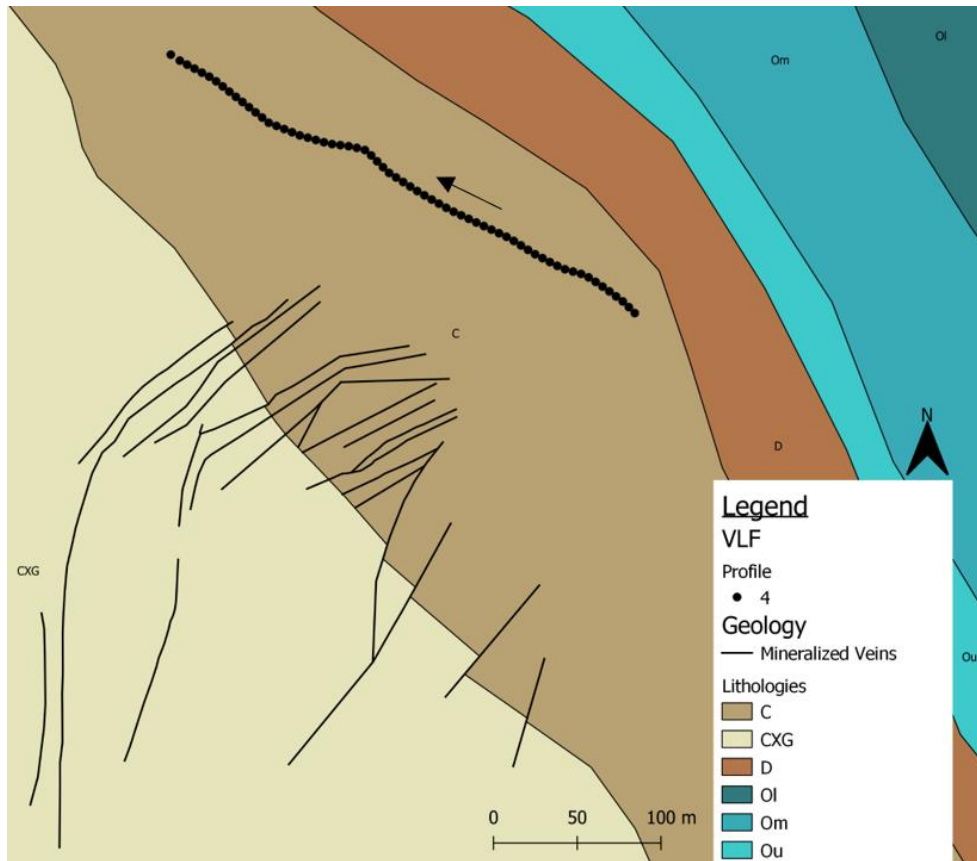 Ol
Om
C
N
D
CXG
Ou
Legend
VLF
Profile
4
Geology
Mineralized Veins
Lithologies
C
CXG
D
Ol
Om
Ou
0 50 100 m